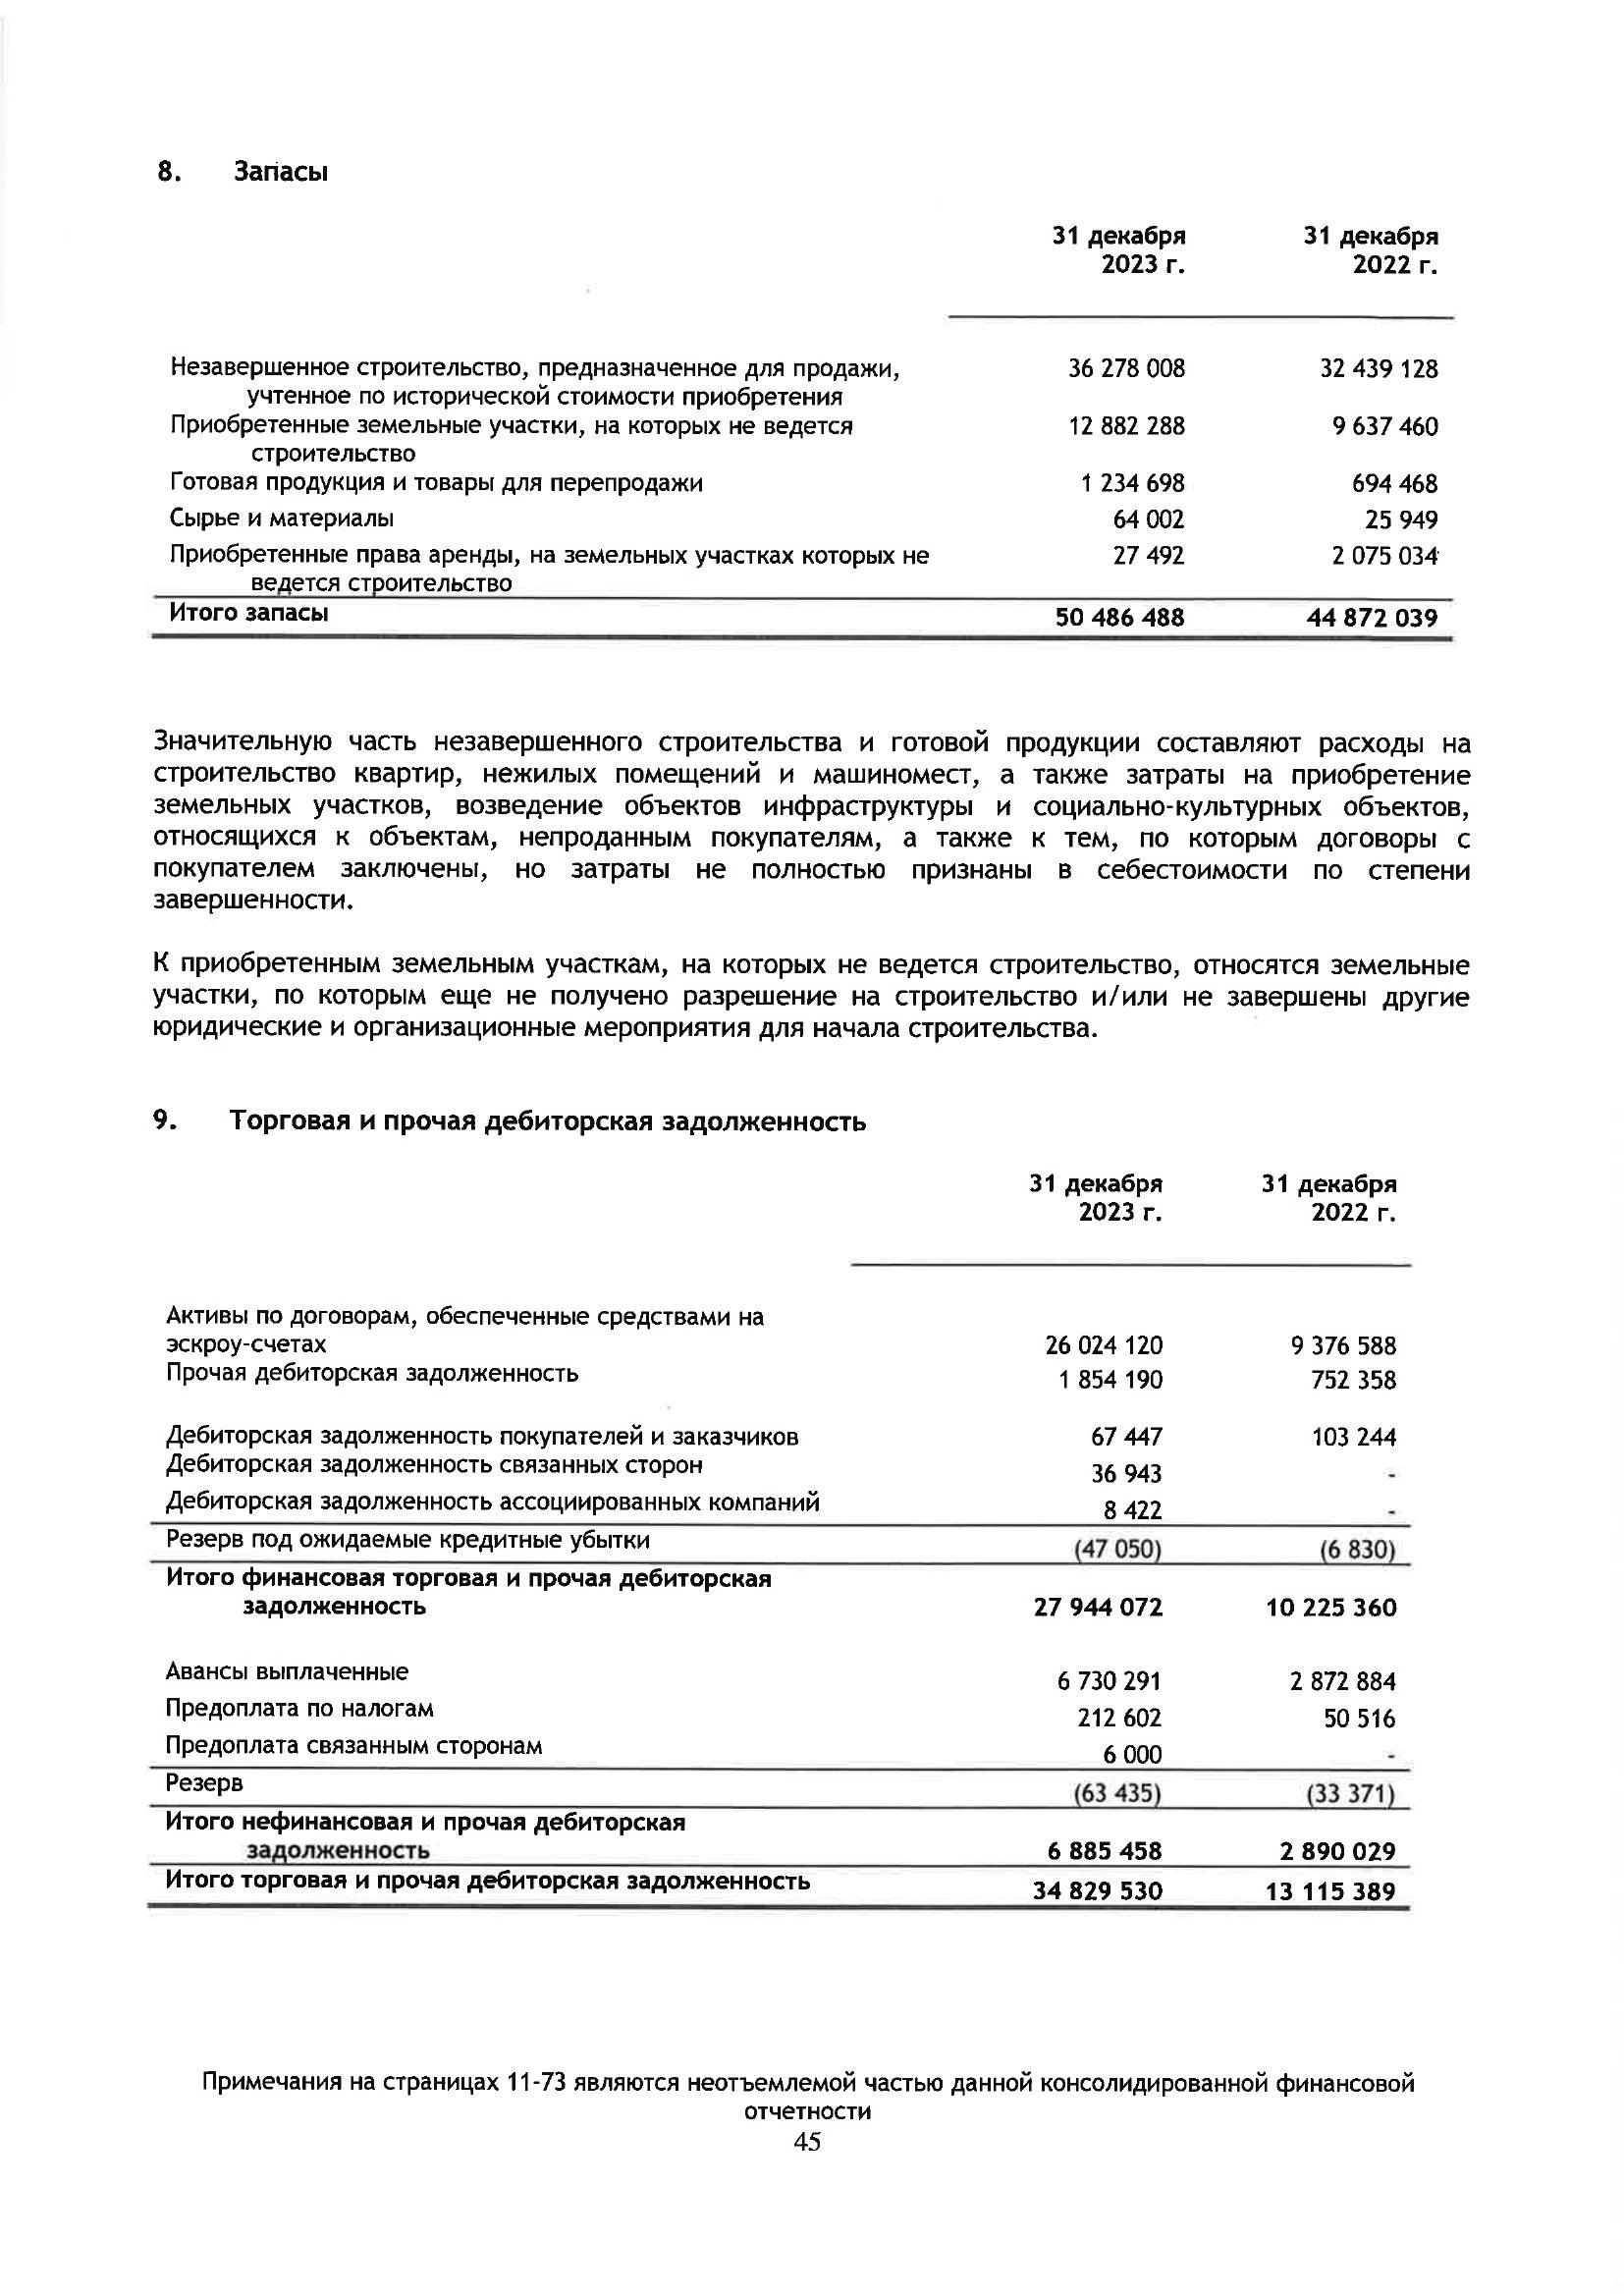 8. Запасы
31 декабря 31 декабря
2023 г. 2022 г.
Незавершенное строительство, предназначенное для продажи, 36 278 008 32 439 128
учтенное по исторической стоимости приобретения
Приобретенные земельные участки, на которых не ведется 12 882 288 9 637 460
строительство
Готовая продукция и товары для перепродажи 1 234 698 694 468
Сырье и материалы 64 002 25 949
Приобретенные права аренды, на земельных участках которых не 27 492 2 075 034
ведется строительство
Итого запасы 50 486 488 44 872 039
Значительную часть незавершенного строительства и готовой продукции составляют расходы на
строительство квартир, нежилых помещений и машиномест, а также затраты на приобретение
земельных участков, возведение объектов инфраструктуры и социально-культурных объектов,
относящихся к объектам, непроданным покупателям, а также к тем, по которым договоры с
покупателем заключены, но затраты не полностью признаны в себестоимости по степени
завершенности.
К приобретенным земельным участкам, на которых не ведется строительство, относятся земельные
участки, по которым еще не получено разрешение на строительство и/или не завершены другие
юридические и организационные мероприятия для начала строительства.
9. Торговая и прочая дебиторская задолженность
31 декабря 31 декабря
2023 г. 2022 г.
Активы по договорам, обеспеченные средствами на
эскроу-счетах 26 024 120 9 376 588
Прочая дебиторская задолженность 1 854 190 752 358
Дебиторская задолженность покупателей и заказчиков 67 447 103 244
Дебиторская задолженность связанных сторон 36 943 -
Дебиторская задолженность ассоциированных компаний 8 422 -
Резерв под ожидаемые кредитные убытки (47 050) (6 830)
Итого финансовая торговая и прочая дебиторская
задолженность 27 944 072 10 225 360
Авансы выплаченные 6 730 291 2 872 884
Предоплата по налогам 212 602 50 516
Предоплата связанным сторонам 6 000 -
Резерв (63 435) (33 371)
Итого нефинансовая и прочая дебиторская
задолженность 6 885 458 2 890 029
Итого торговая и прочая дебиторская задолженность 34 829 530 13 115 389
Примечания на страницах 11-73 являются неотъемлемой частью данной консолидированной финансовой
отчетности
45